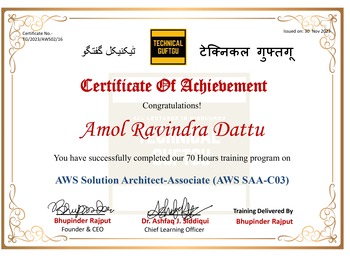 Certificate No.-
TG/2023/AWS02/16
Issued on: 30 Nov 2023
ٹیکنیکل گفتگو
TECHNICAL
GUFTGU
टेक्निकल गुफ्तगू
Certificate Of Achievement
Congratulations!
Amol Ravindra Dattu
You have successfully completed our 70 Hours training program on
AWS Solution Architect-Associate (AWS SAA-C03)
Bhupinder Rajput
Founder & CEO
Dr. Ashfaq J. Siddiqui
Chief Learning Officer
Training Delivered By
Bhupinder Rajput